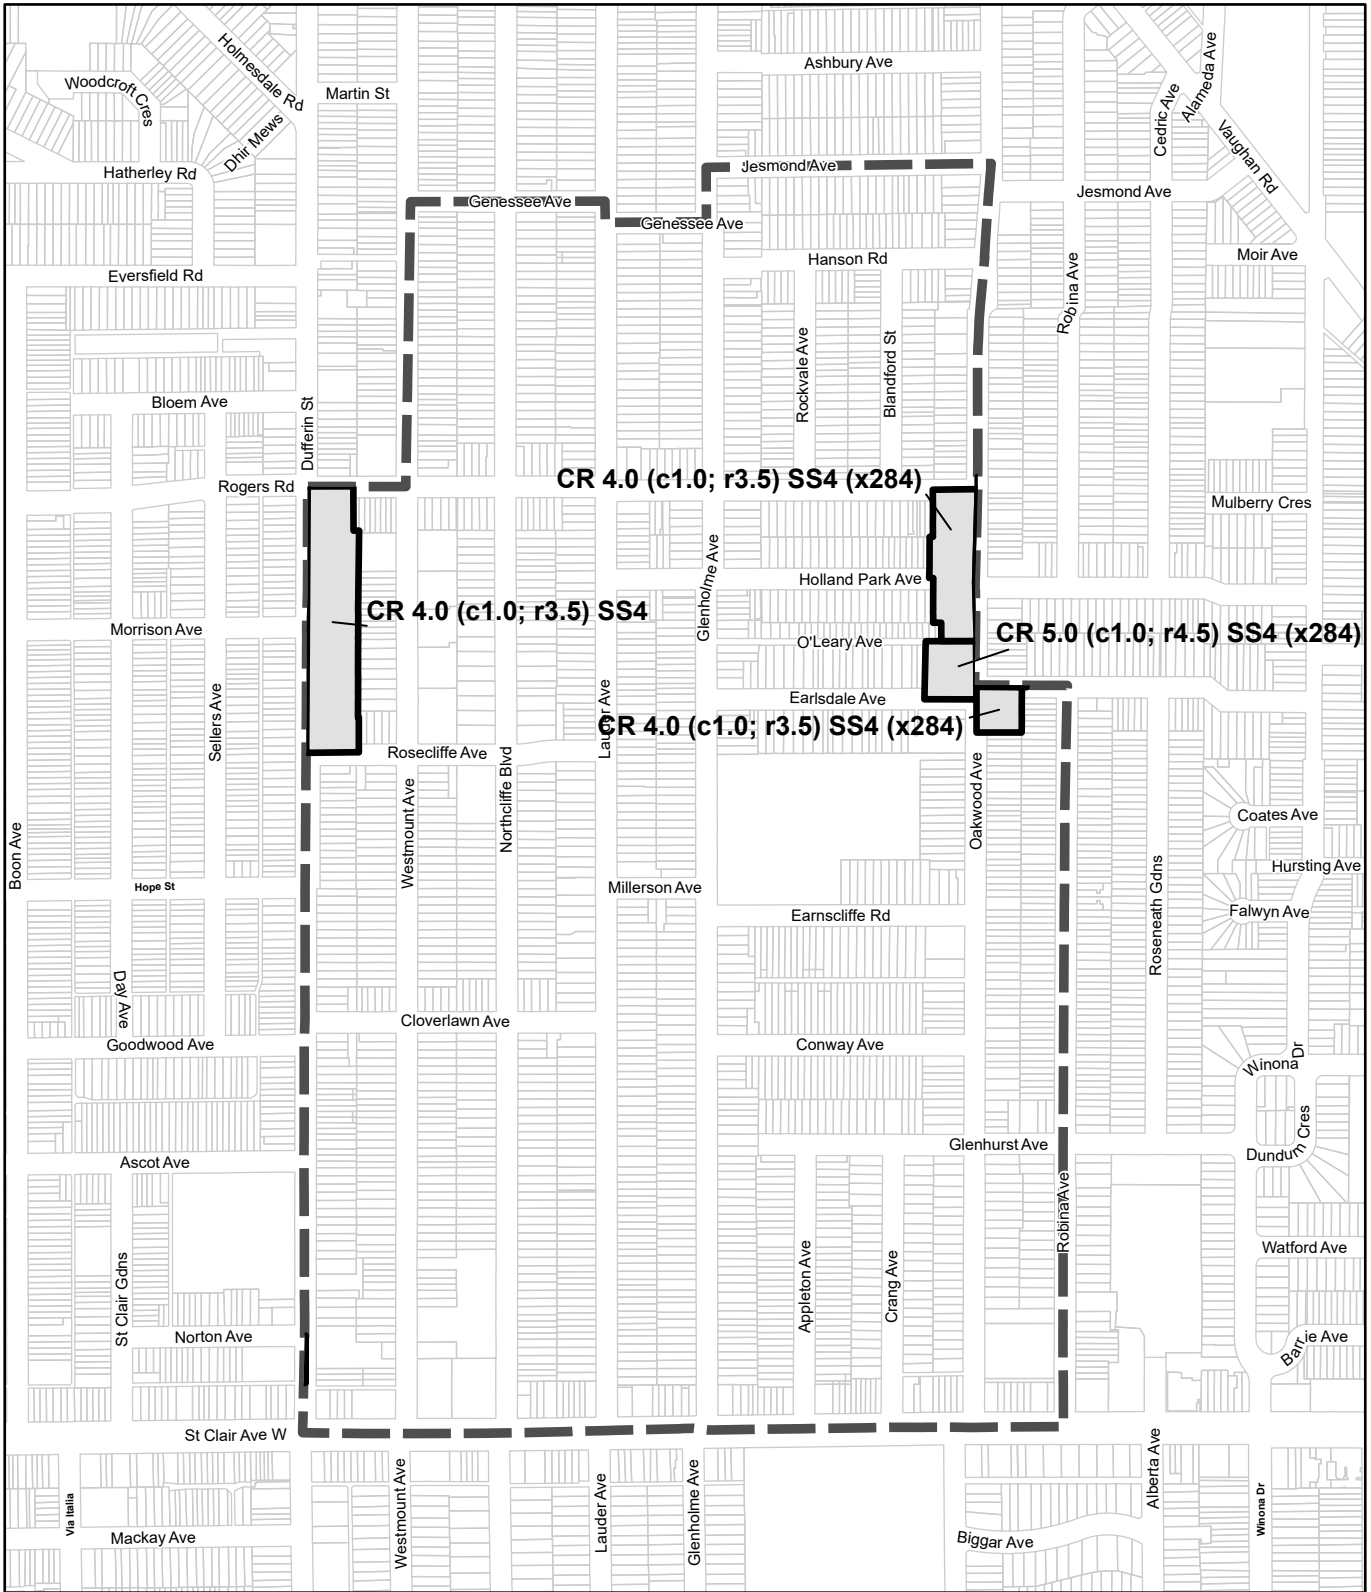 Holmesdale Rd
Ashbury Ave
Alameda Ave
Woodcroft Cres
Martin St
Cedric Ave
Dhir Mews
Vaughan Rd
Hatherley Rd
Jesmond Ave
Jesmond Ave
Genessee Ave
Genessee Ave
Hanson Rd
Moir Ave
Eversfield Rd
Robina Ave
Rockvale Ave
Blandford St
Bloem Ave
Dufferin St
CR 4.0 (c1.0; r3.5) SS4 (x284)
Rogers Rd
Mulberry Cres
Glenholme Ave
Holland Park Ave
CR 4.0 (c1.0; r3.5) SS4
Morrison Ave
O'Leary Ave
CR 5.0 (c1.0; r4.5) SS4 (x284)
Sellers Ave
Lauder Ave
Earlsdale Ave
CR 4.0 (c1.0; r3.5) SS4 (x284)
Rosecliffe Ave
Westmount Ave
Northcliffe Blvd
Oakwood Ave
Coates Ave
Boon Ave
Hursting Ave
Hope St
Millerson Ave
Earnscliffe Rd
Roseneath Gdns
Falwyn Ave
Day Ave
Cloverlawn Ave
Goodwood Ave
Conway Ave
Winona Dr
Glenhurst Ave
Dundurn Cres
Ascot Ave
Robina Ave
St Clair Gdns
Appleton Ave
Crang Ave
Watford Ave
Norton Ave
Barrie Ave
St Clair Ave W
Westmount Ave
Lauder Ave
Glenholme Ave
Alberta Ave
Via Italia
Winona Dr
Mackay Ave
Biggar Ave